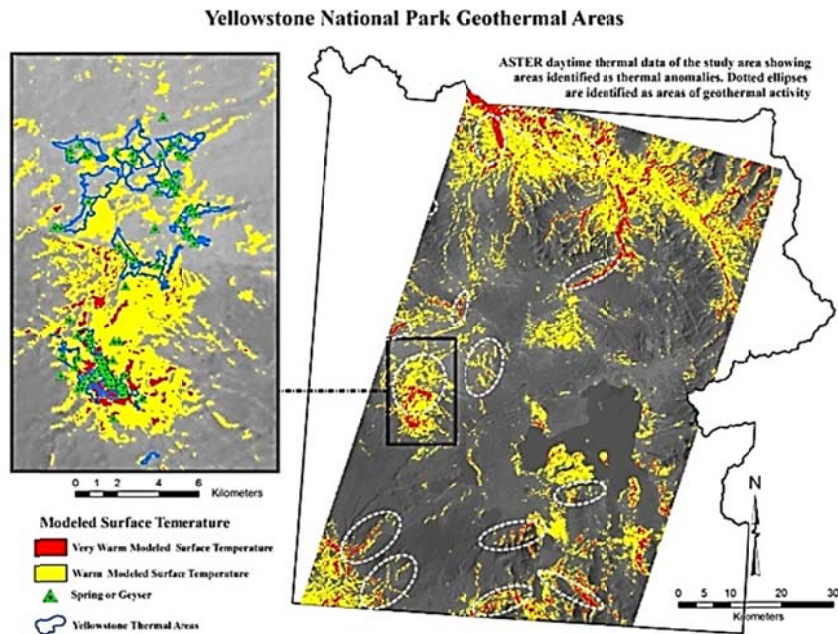 Yellowstone National Park Geothermal Areas
ASTER daytime thermal data of the study area showing
areas identified as thermal anomalies. Dotted ellipses
are identified as areas of geothermal activity
0 1 2 4 6
Kilometers
Modeled Surface Temerature
Very Warm Modeled Surface Temperature
Warm Modeled Surface Temperature
Spring or Geyser
Yellowstone Thermal Areas
N
0 5 10 20 30
Kilometers